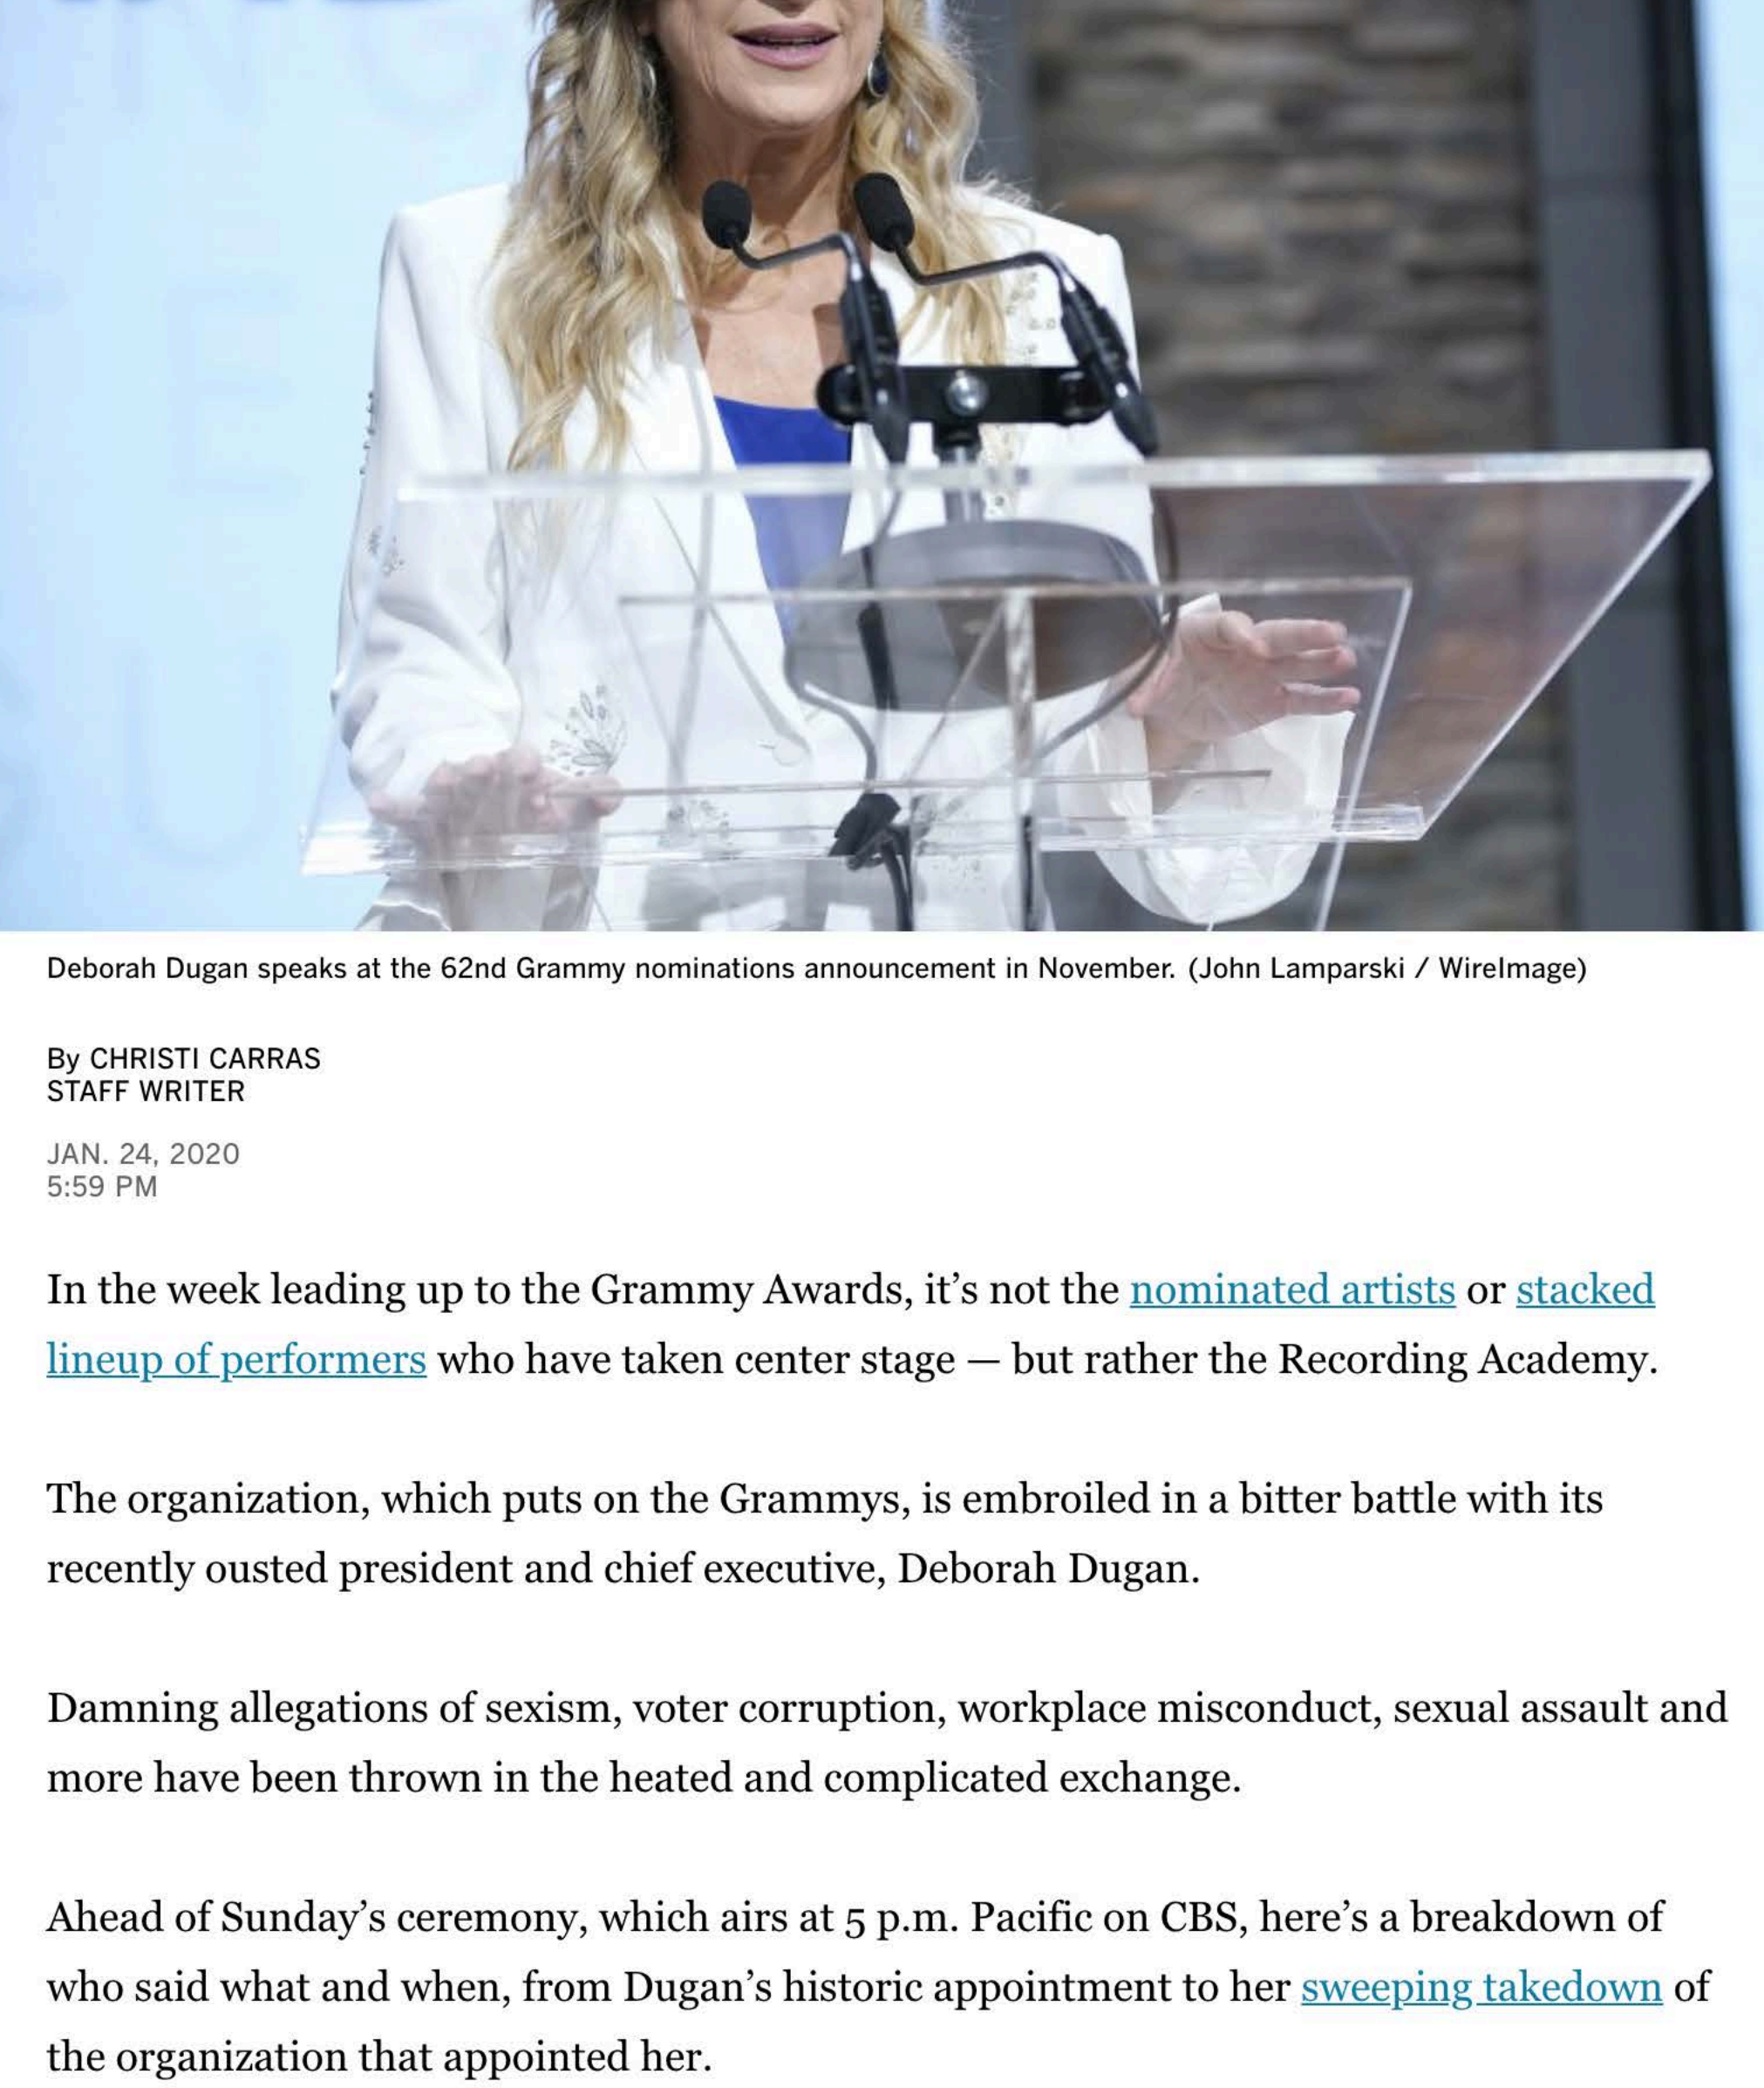 Deborah Dugan speaks at the 62nd Grammy nominations announcement in November. (John Lamparski / WireImage)
By CHRISTI CARRAS
STAFF WRITER
JAN. 24, 2020
5:59 PM
In the week leading up to the Grammy Awards, it’s not the nominated artists or stacked
lineup of performers who have taken center stage — but rather the Recording Academy.
The organization, which puts on the Grammys, is embroiled in a bitter battle with its
recently ousted president and chief executive, Deborah Dugan.
Damning allegations of sexism, voter corruption, workplace misconduct, sexual assault and
more have been thrown in the heated and complicated exchange.
Ahead of Sunday’s ceremony, which airs at 5 p.m. Pacific on CBS, here’s a breakdown of
who said what and when, from Dugan’s historic appointment to her sweeping takedown of
the organization that appointed her.